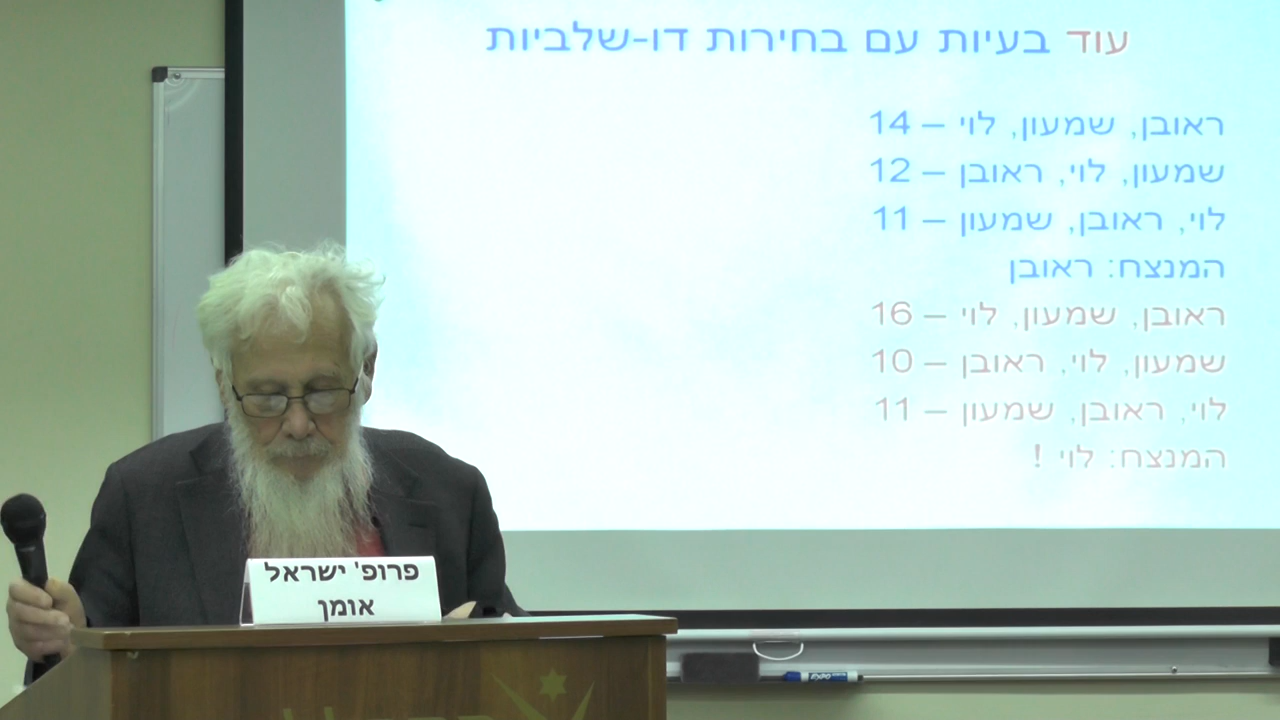 עוד בעיות עם בחירות דו-שלביות
ראובן, שמעון, לוי – 14
שמעון, לוי, ראובן – 12
לוי, ראובן, שמעון – 11
המנצח: ראובן
ראובן, שמעון, לוי – 16
שמעון, לוי, ראובן – 10
לוי, ראובן, שמעון – 11
המנצח: לוי !
פרופ' ישראל
אומן
EXPO